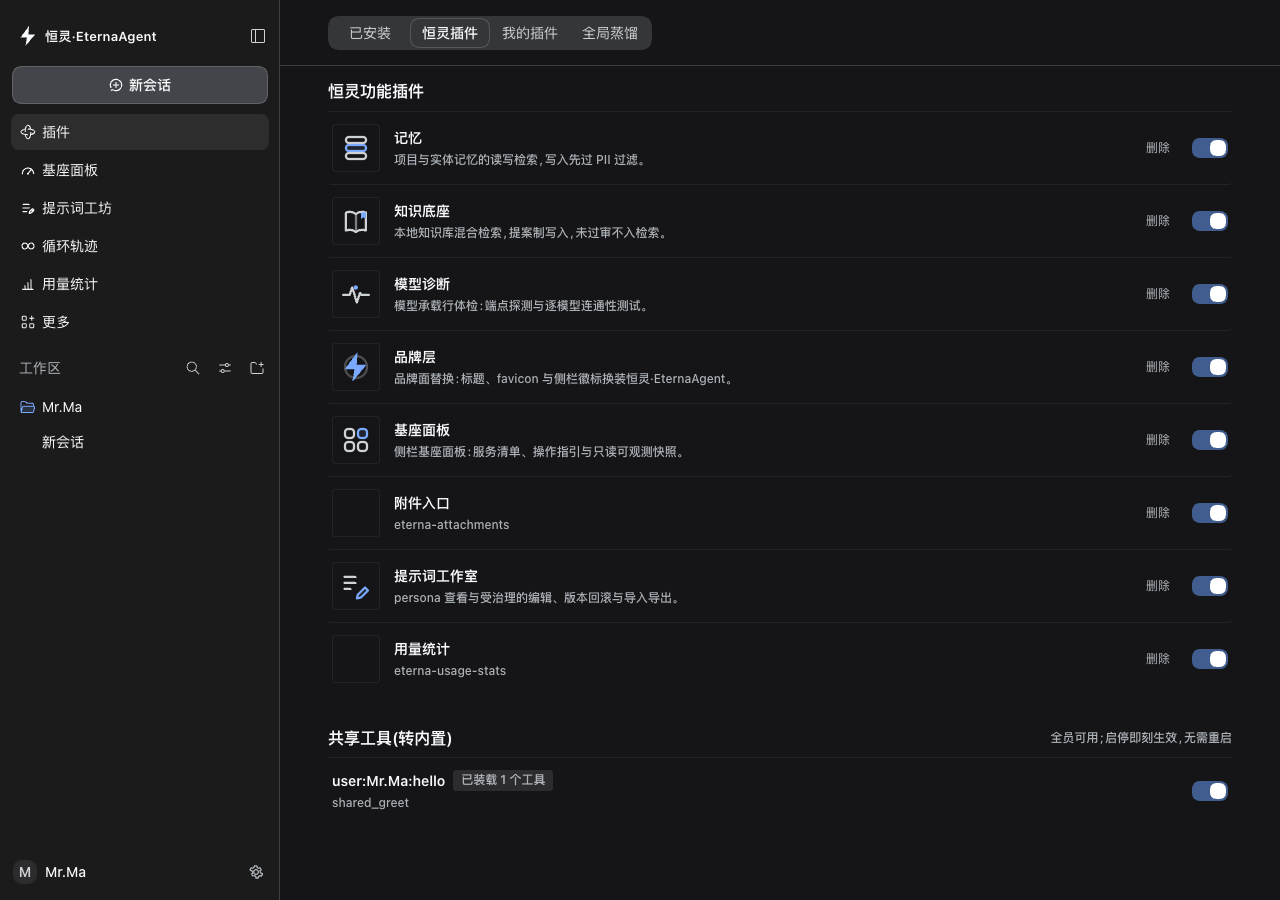 恒灵·EternaAgent
新会话
插件
基座面板
提示词工坊
循环轨迹
用量统计
更多
工作区
Mr.Ma
新会话
M Mr.Ma
已安装 恒灵插件 我的插件 全局蒸馏
恒灵功能插件
记忆
项目与实体记忆的读写检索,写入先过 PII 过滤。
删除
知识底座
本地知识库混合检索,提案制写入,未过审不入检索。
删除
模型诊断
模型承载行体检:端点探测与逐模型连通性测试。
删除
品牌层
品牌面替换:标题、favicon 与侧栏徽标换装恒灵·EternaAgent。
删除
基座面板
侧栏基座面板:服务清单、操作指引与只读可观测快照。
删除
附件入口
eterna-attachments
删除
提示词工作室
persona 查看与受治理的编辑、版本回滚与导入导出。
删除
用量统计
eterna-usage-stats
删除
共享工具(转内置)
全员可用;启停即刻生效,无需重启
user:Mr.Ma:hello 已装载 1 个工具
shared_greet